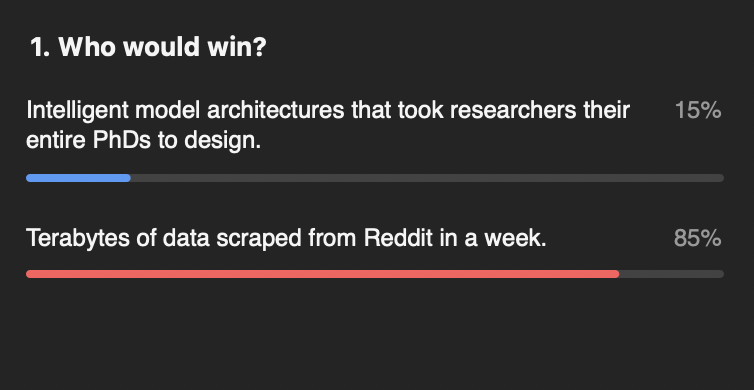 1. Who would win?
Intelligent model architectures that took researchers their
15%
entire PhDs to design.
Terabytes of data scraped from Reddit in a week.
85%